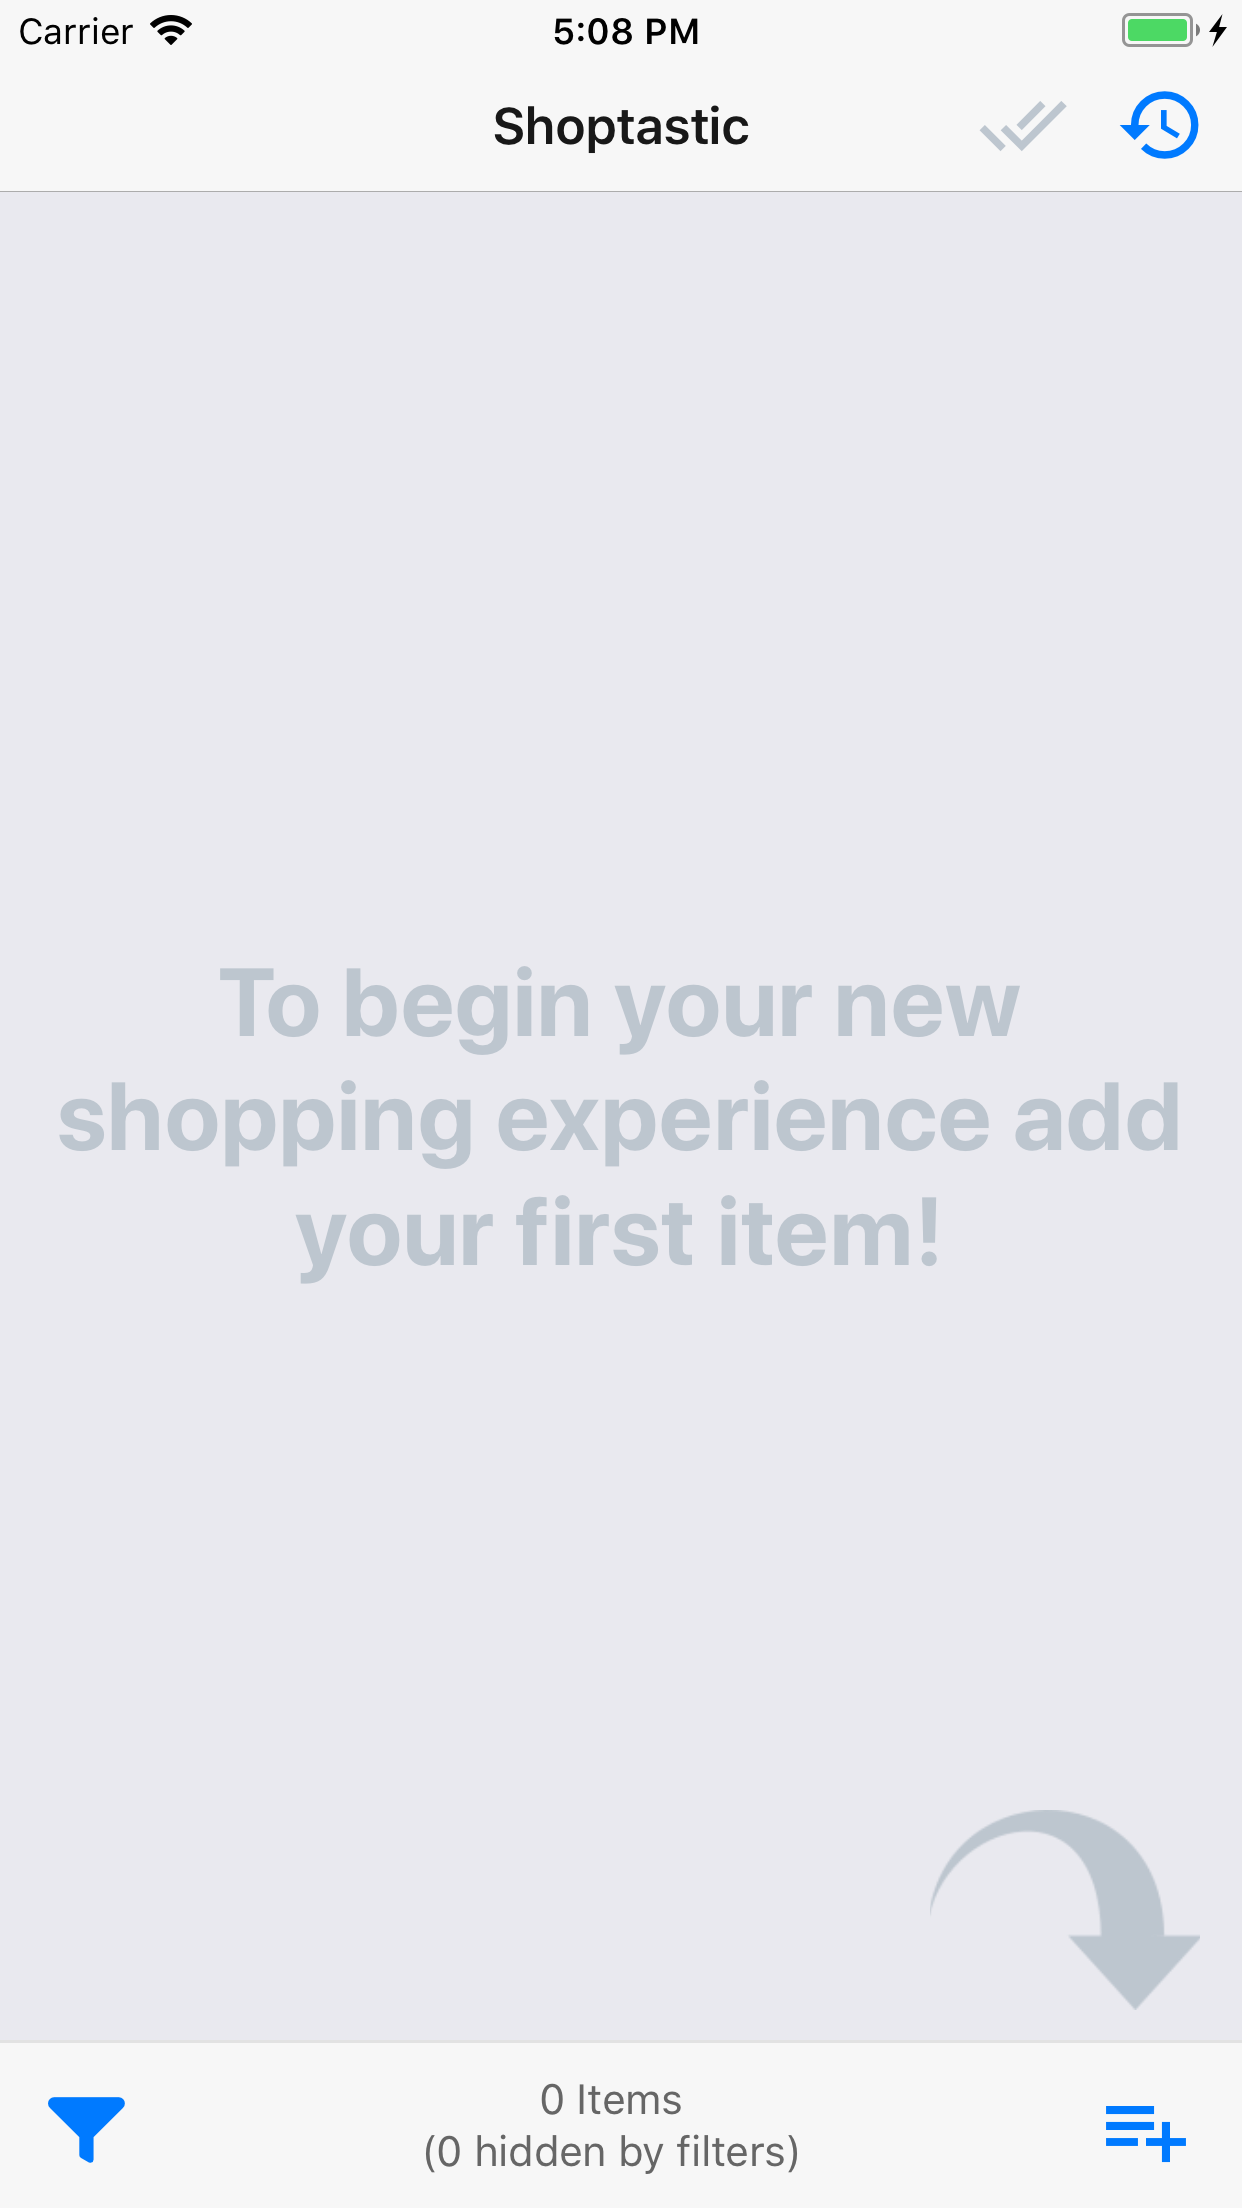 Carrier
5:08 PM
Shoptastic
To begin your new
shopping experience add
your first item!
0 Items
(0 hidden by filters)